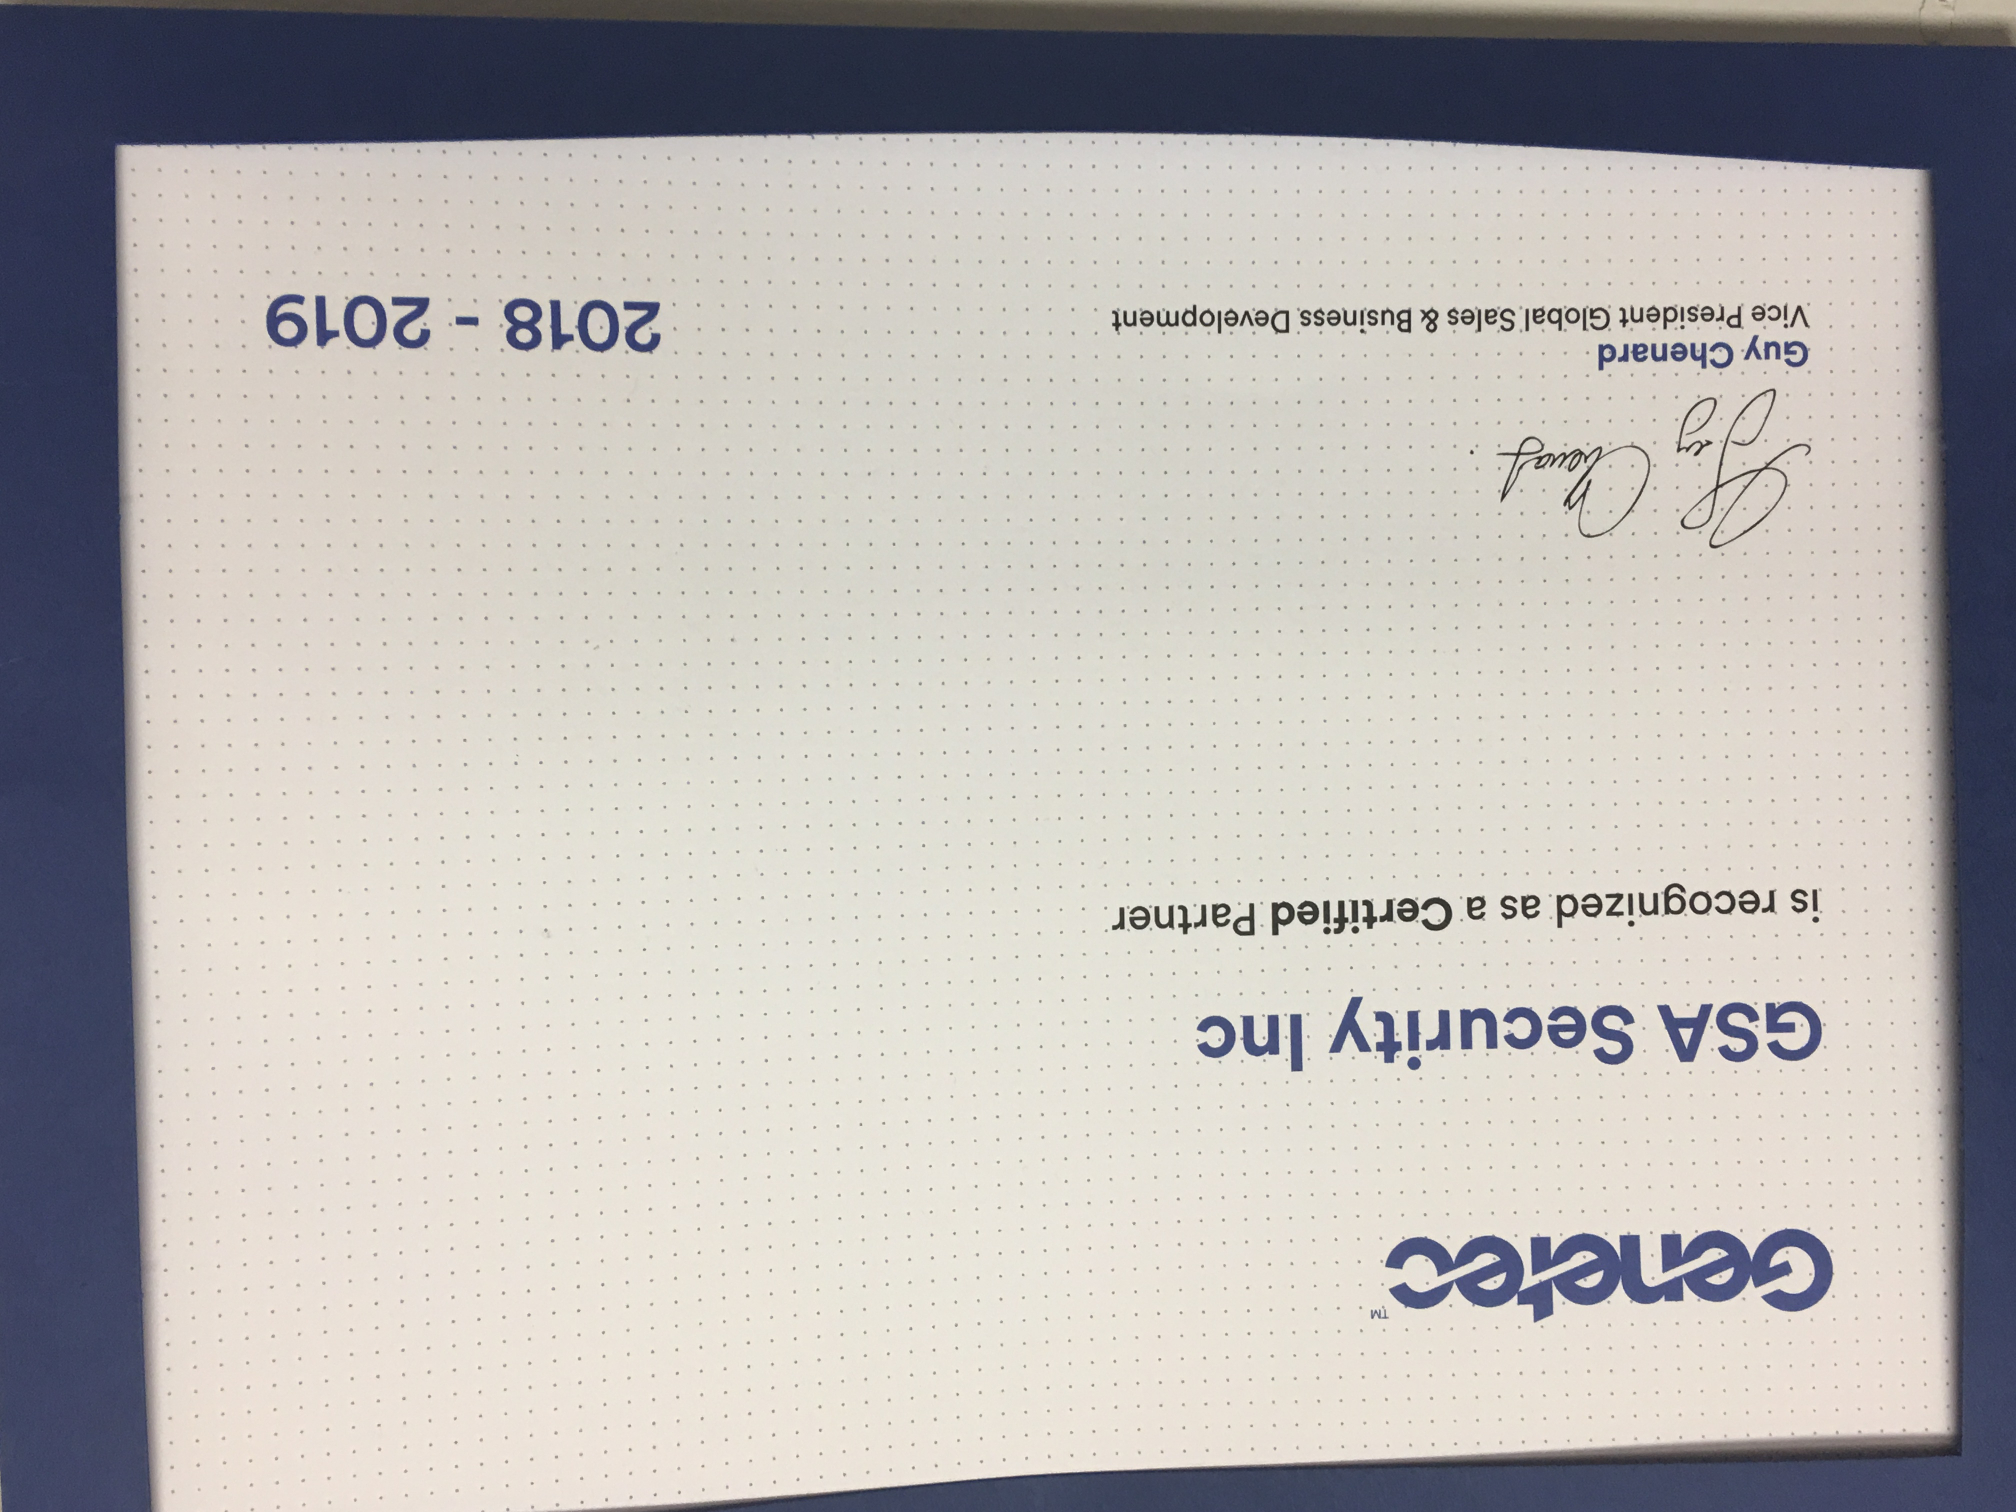 Genetec™
GSA Security Inc
is recognized as a Certified Partner
Guy Chenard
Guy Chenard
Vice President Global Sales & Business Development
2018 - 2019